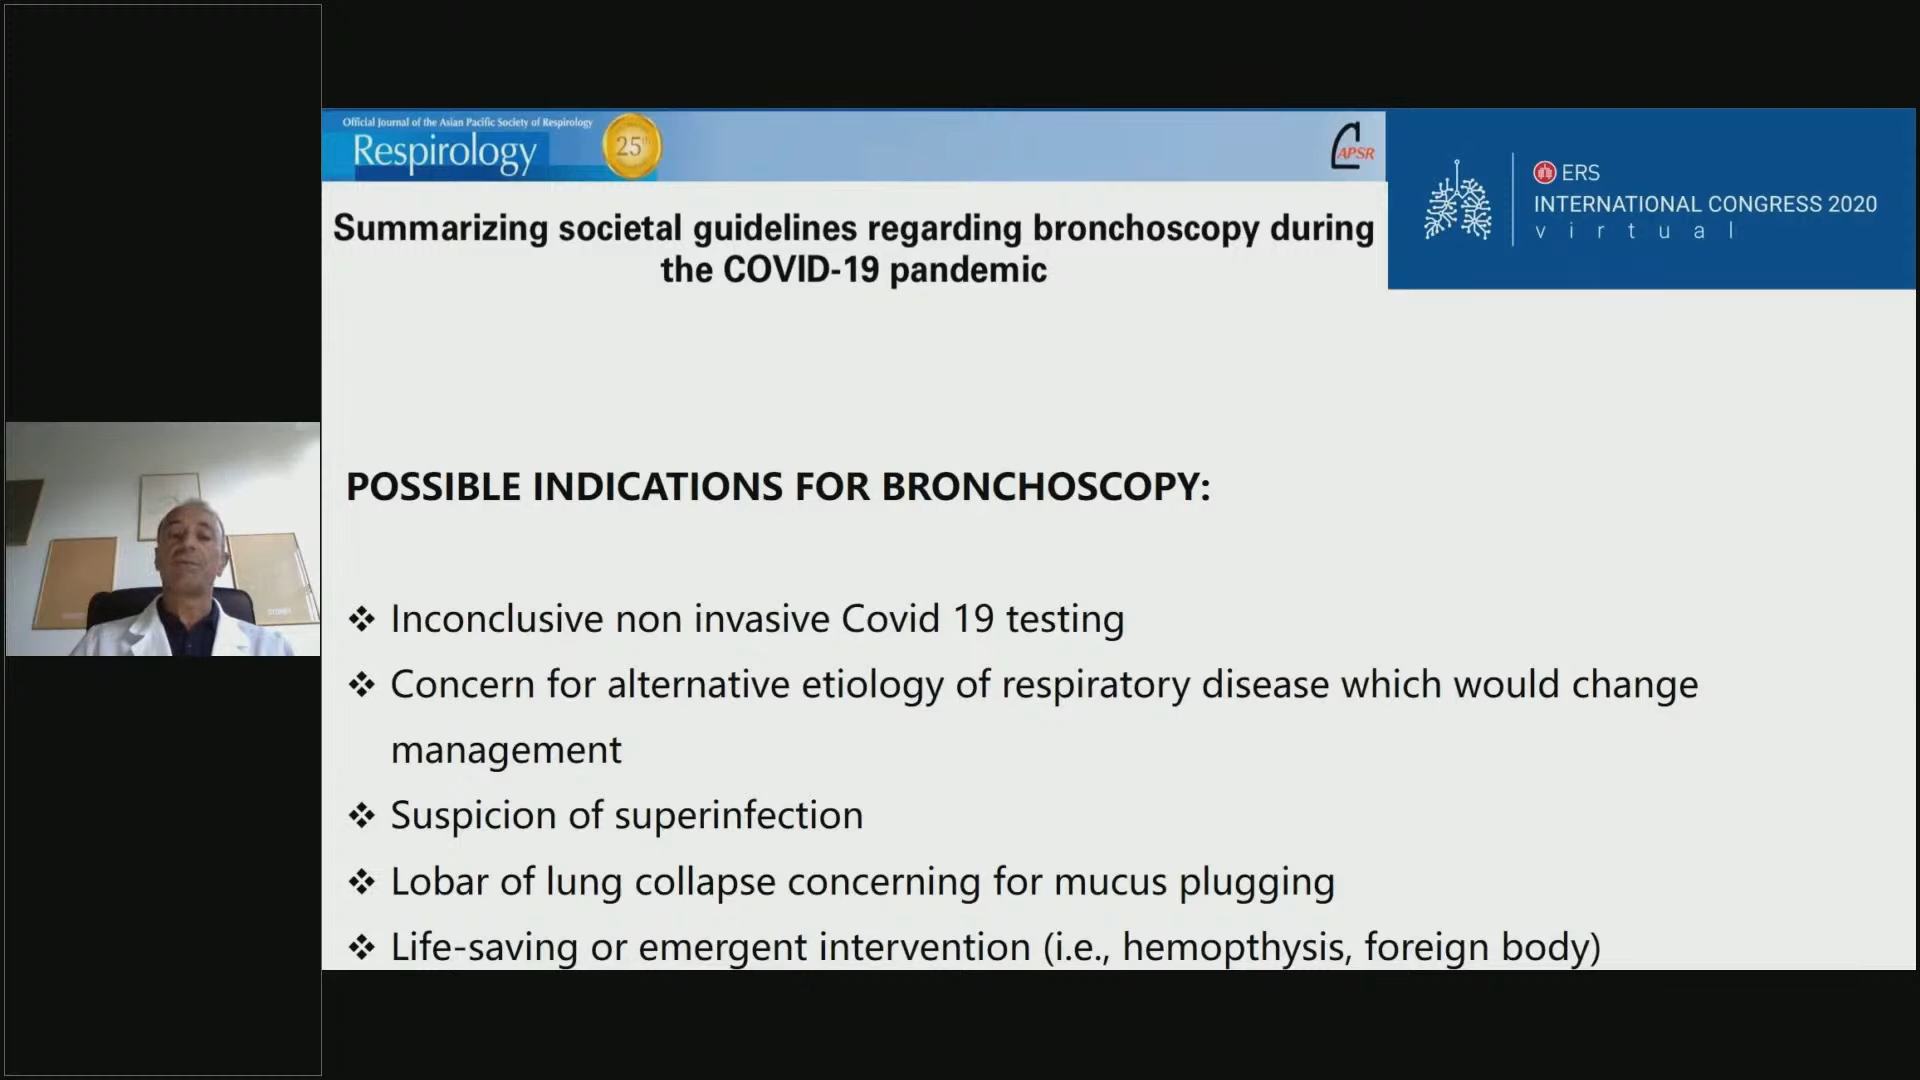 Official Journal of the Asian Pacific Society of Respirology
Respirology
25th
APSR
ERS
INTERNATIONAL CONGRESS 2020
virtual
Summarizing societal guidelines regarding bronchoscopy during
the COVID-19 pandemic
POSSIBLE INDICATIONS FOR BRONCHOSCOPY:
❖ Inconclusive non invasive Covid 19 testing
❖ Concern for alternative etiology of respiratory disease which would change
management
❖ Suspicion of superinfection
❖ Lobar of lung collapse concerning for mucus plugging
❖ Life-saving or emergent intervention (i.e., hemopthysis, foreign body)